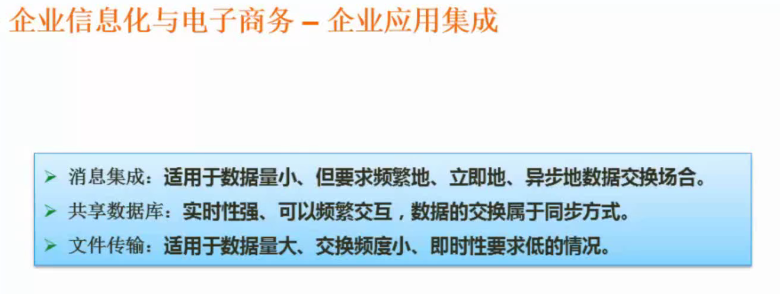 企业信息化与电子商务 – 企业应用集成
➢ 消息集成：适用于数据量小、但要求频繁地、立即地、异步地数据交换场合。
➢ 共享数据库：实时性强、可以频繁交互，数据的交换属于同步方式。
➢ 文件传输：适用于数据量大、交换频度小、即时性要求低的情况。